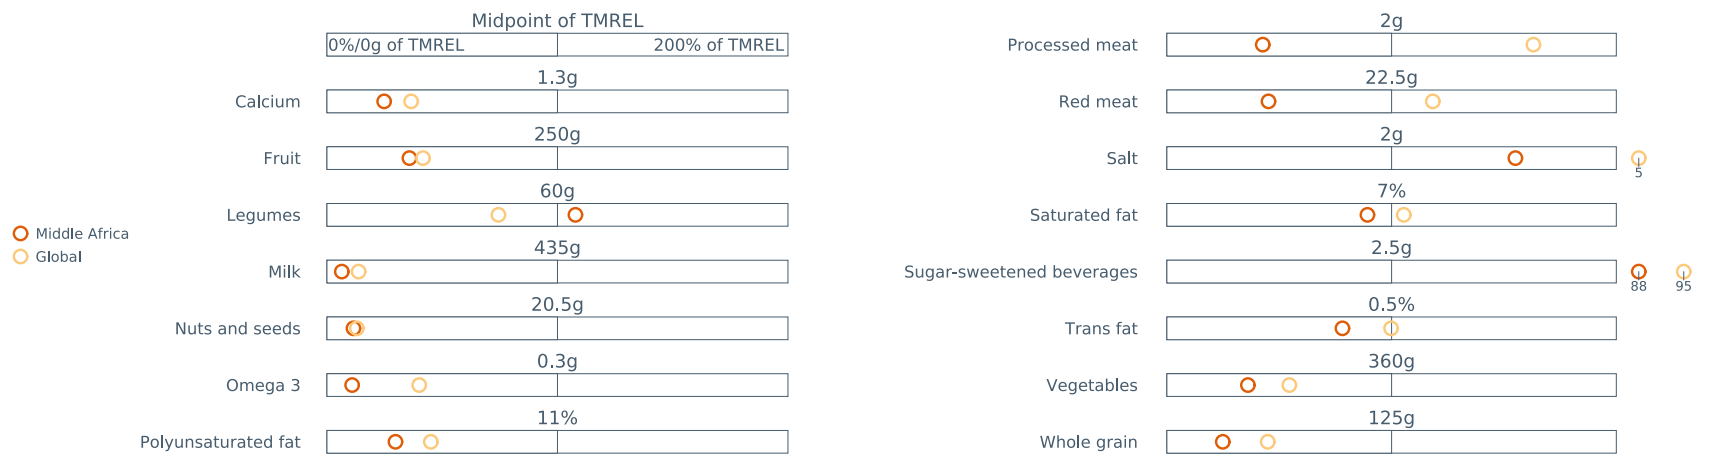 Midpoint of TMREL
0%/0g of TMREL 200% of TMREL
1.3g
Calcium
250g
Fruit
60g
Legumes
Middle Africa
Global
435g
Milk
20.5g
Nuts and seeds
0.3g
Omega 3
11%
Polyunsaturated fat
2g
Processed meat
22.5g
Red meat
2g
Salt
5
7%
Saturated fat
2.5g
Sugar-sweetened beverages
88 95
0.5%
Trans fat
360g
Vegetables
125g
Whole grain